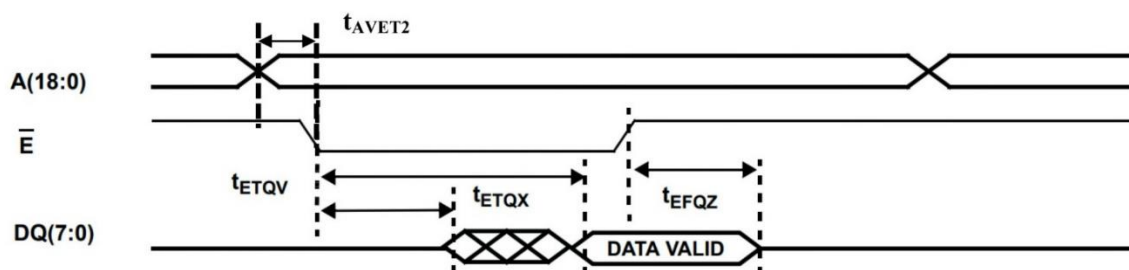 tAVET2
A(18:0)
E̅
tETQV
tETQX
tEFQZ
DQ(7:0)
DATA VALID